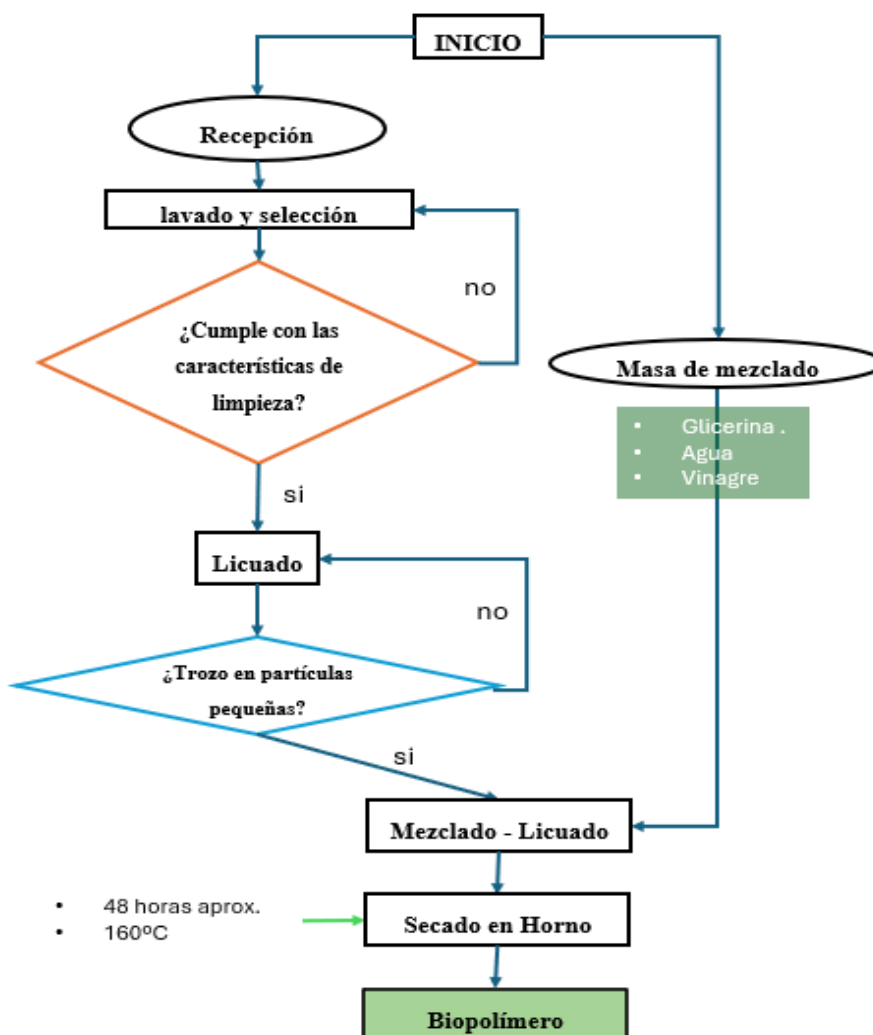 INICIO
Recepción
lavado y selección
no
¿Cumple con las
características de
limpieza?
Masa de mezclado
▪ Glicerina .
▪ Agua
▪ Vinagre
si
Licuado
no
¿Trozo en partículas
pequeñas?
si
Mezclado - Licuado
• 48 horas aprox.
• 160ºC
Secado en Horno
Biopolímero